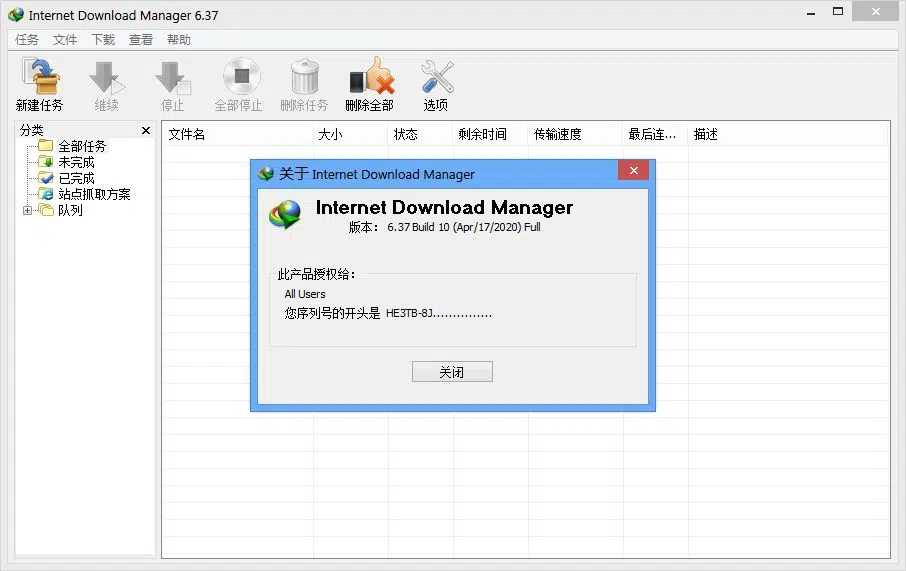 Internet Download Manager 6.37
任务 文件 下载 查看 帮助
新建任务 继续 停止 全部停止 删除任务 删除全部 选项
分类
全部任务
未完成
已完成
站点抓取方案
队列
文件名 大小 状态 剩余时间 传输速度 最后连... 描述
关于 Internet Download Manager
Internet Download Manager
版本： 6.37 Build 10 (Apr/17/2020) Full
此产品授权给：
All Users
您序列号的开头是 HE3TB-8J...............
关闭